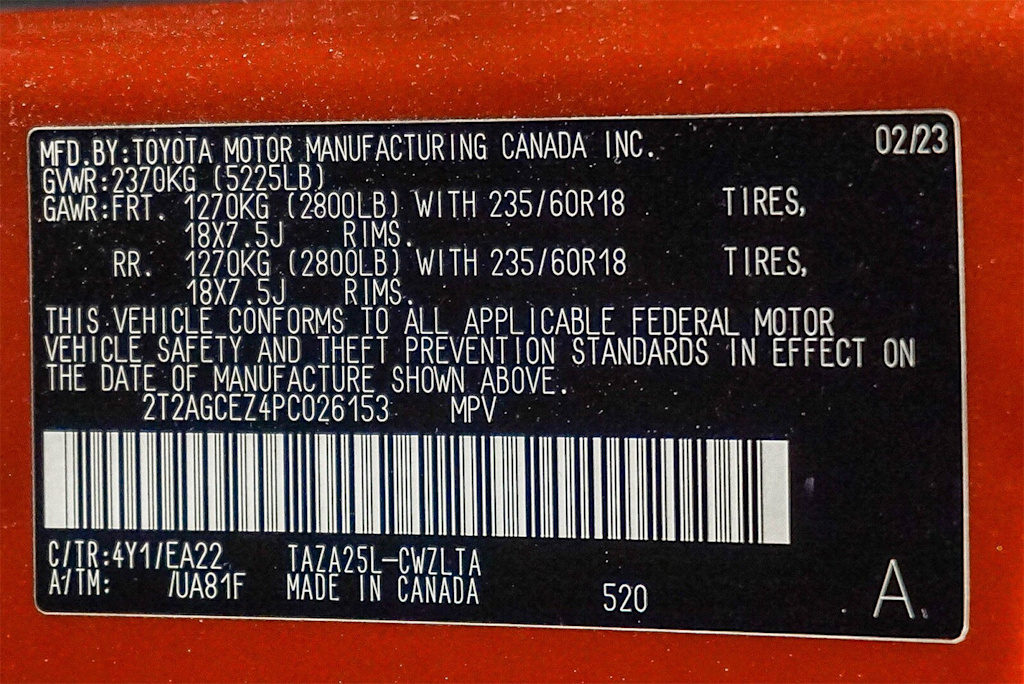 MFD.BY:TOYOTA MOTOR MANUFACTURING CANADA INC. 02/23
GVWR:2370KG (5225LB)
GAWR:FRT. 1270KG (2800LB) WITH 235/60R18 TIRES,
18X7.5J RIMS.
RR. 1270KG (2800LB) WITH 235/60R18 TIRES,
18X7.5J RIMS.
THIS VEHICLE CONFORMS TO ALL APPLICABLE FEDERAL MOTOR
VEHICLE SAFETY AND THEFT PREVENTION STANDARDS IN EFFECT ON
THE DATE OF MANUFACTURE SHOWN ABOVE.
2T2AGCEZ4PC026153 MPV
C/TR:4Y1/EA22 TAZA25L-CWZLTA
A/TM: /UA81F MADE IN CANADA 520 A